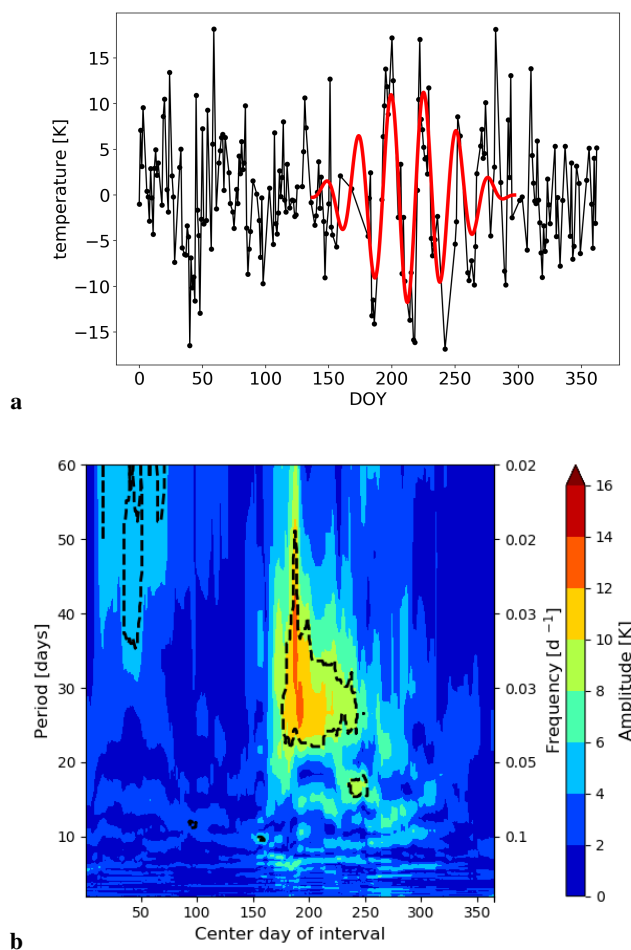 temperature [K]
15
10
5
0
−5
−10
−15
0 50 100 150 200 250 300 350
DOY
a
Period [days]
60
50
40
30
20
10
50 100 150 200 250 300 350
Center day of interval
0.02
0.02
0.03
0.03
0.05
0.1
Frequency [d ⁻¹]
Amplitude [K]
16
14
12
10
8
6
4
2
0
b